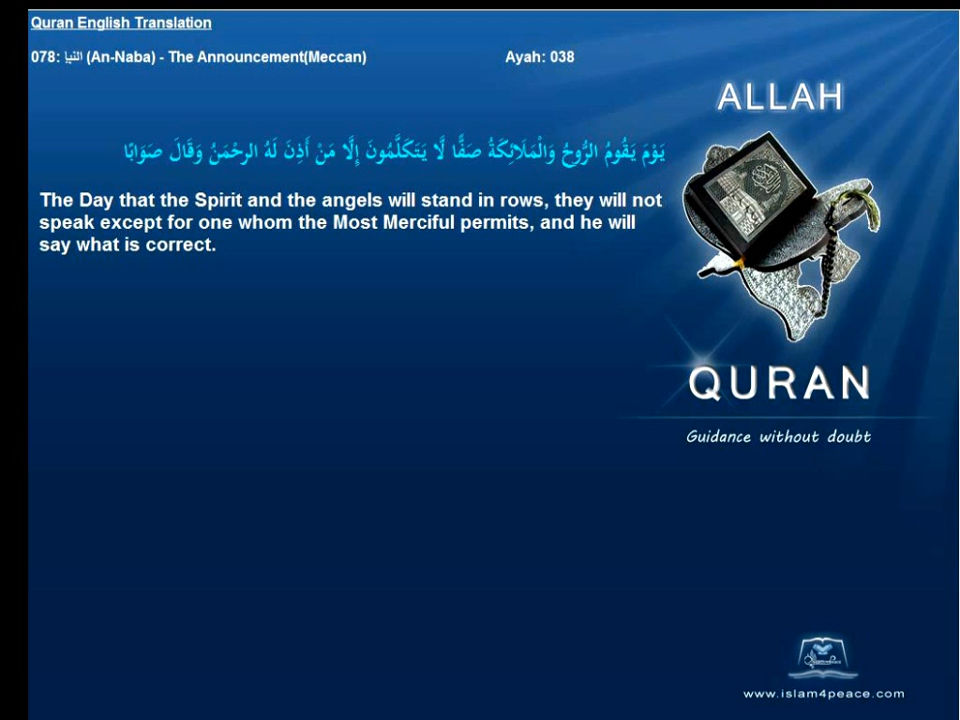 Quran English Translation
078: النبإ (An-Naba) - The Announcement(Meccan) Ayah: 038
ALLAH
يَوْمَ يَقُومُ الرُّوحُ وَالْمَلَائِكَةُ صَفًّا لَّا يَتَكَلَّمُونَ إِلَّا مَنْ أَذِنَ لَهُ الرحْمَنُ وَقَالَ صَوَابًا
The Day that the Spirit and the angels will stand in rows, they will not
speak except for one whom the Most Merciful permits, and he will
say what is correct.
QURAN
Guidance without doubt
www.islam4peace.com